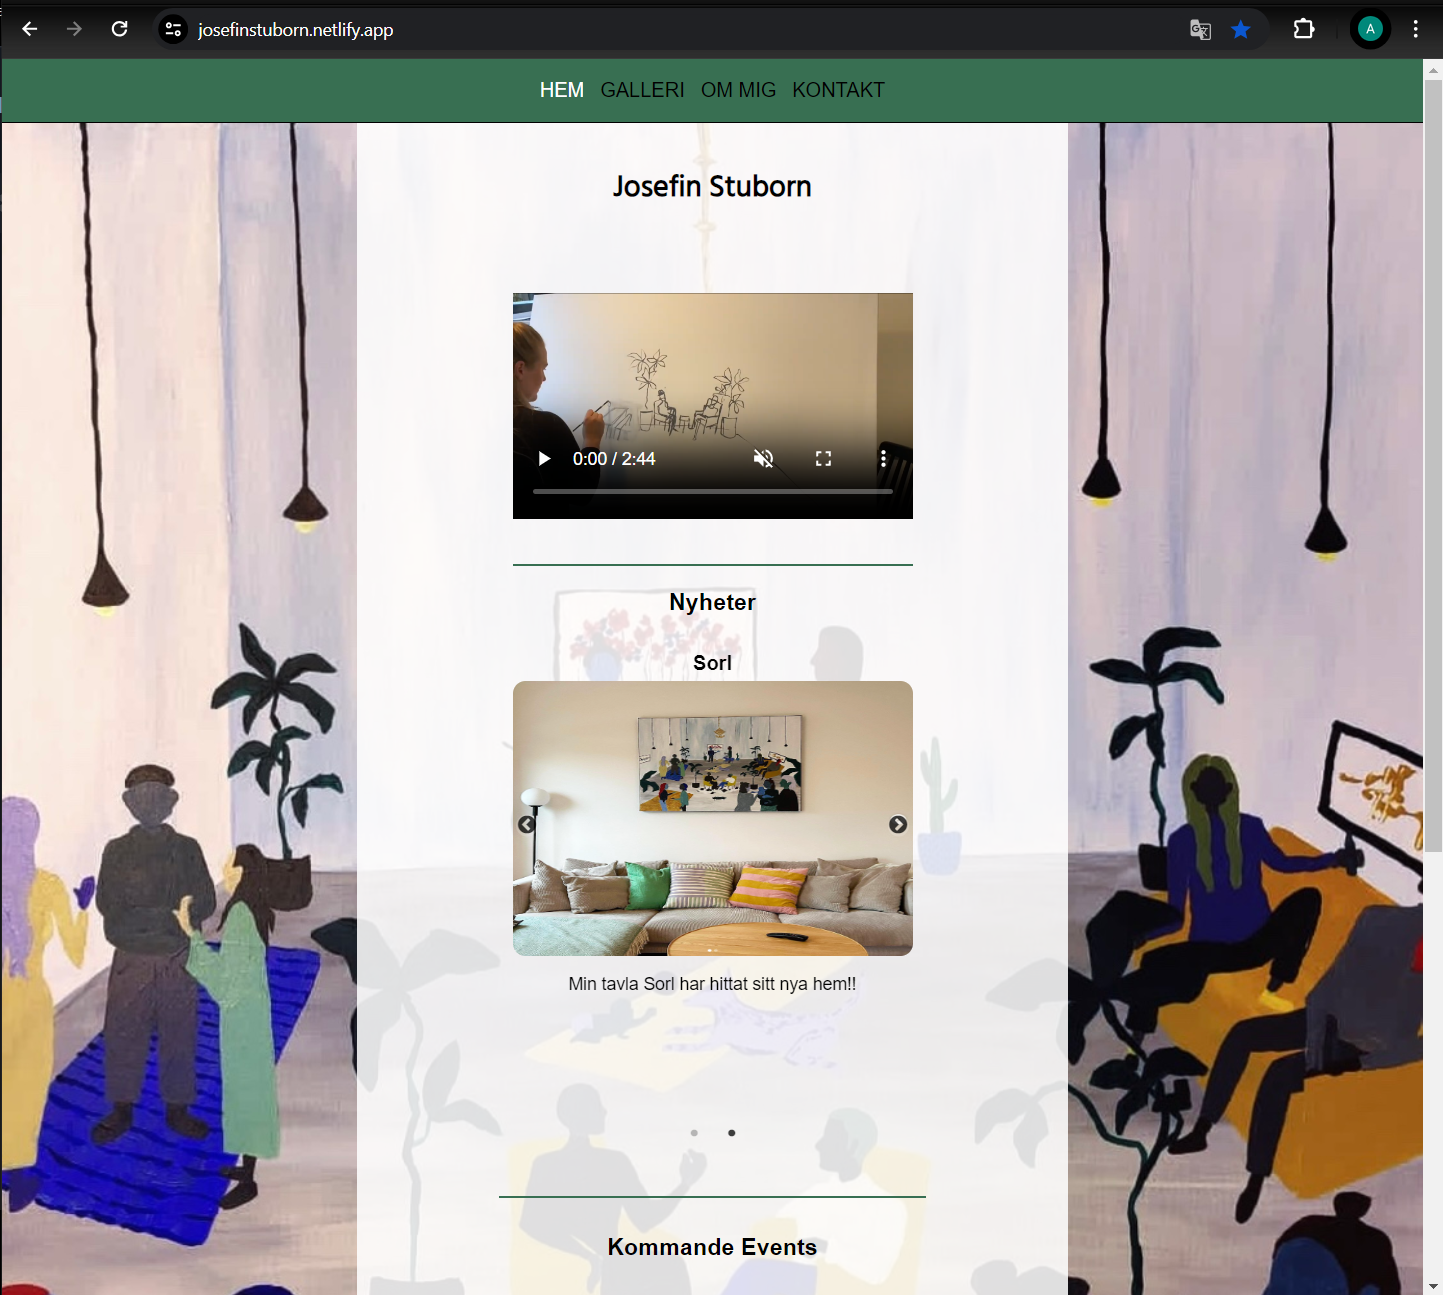 josefinstuborn.netlify.app
A
HEM GALLERI OM MIG KONTAKT
Josefin Stuborn
0:00 / 2:44
Nyheter
Sorl
Min tavla Sorl har hittat sitt nya hem!!
Kommande Events